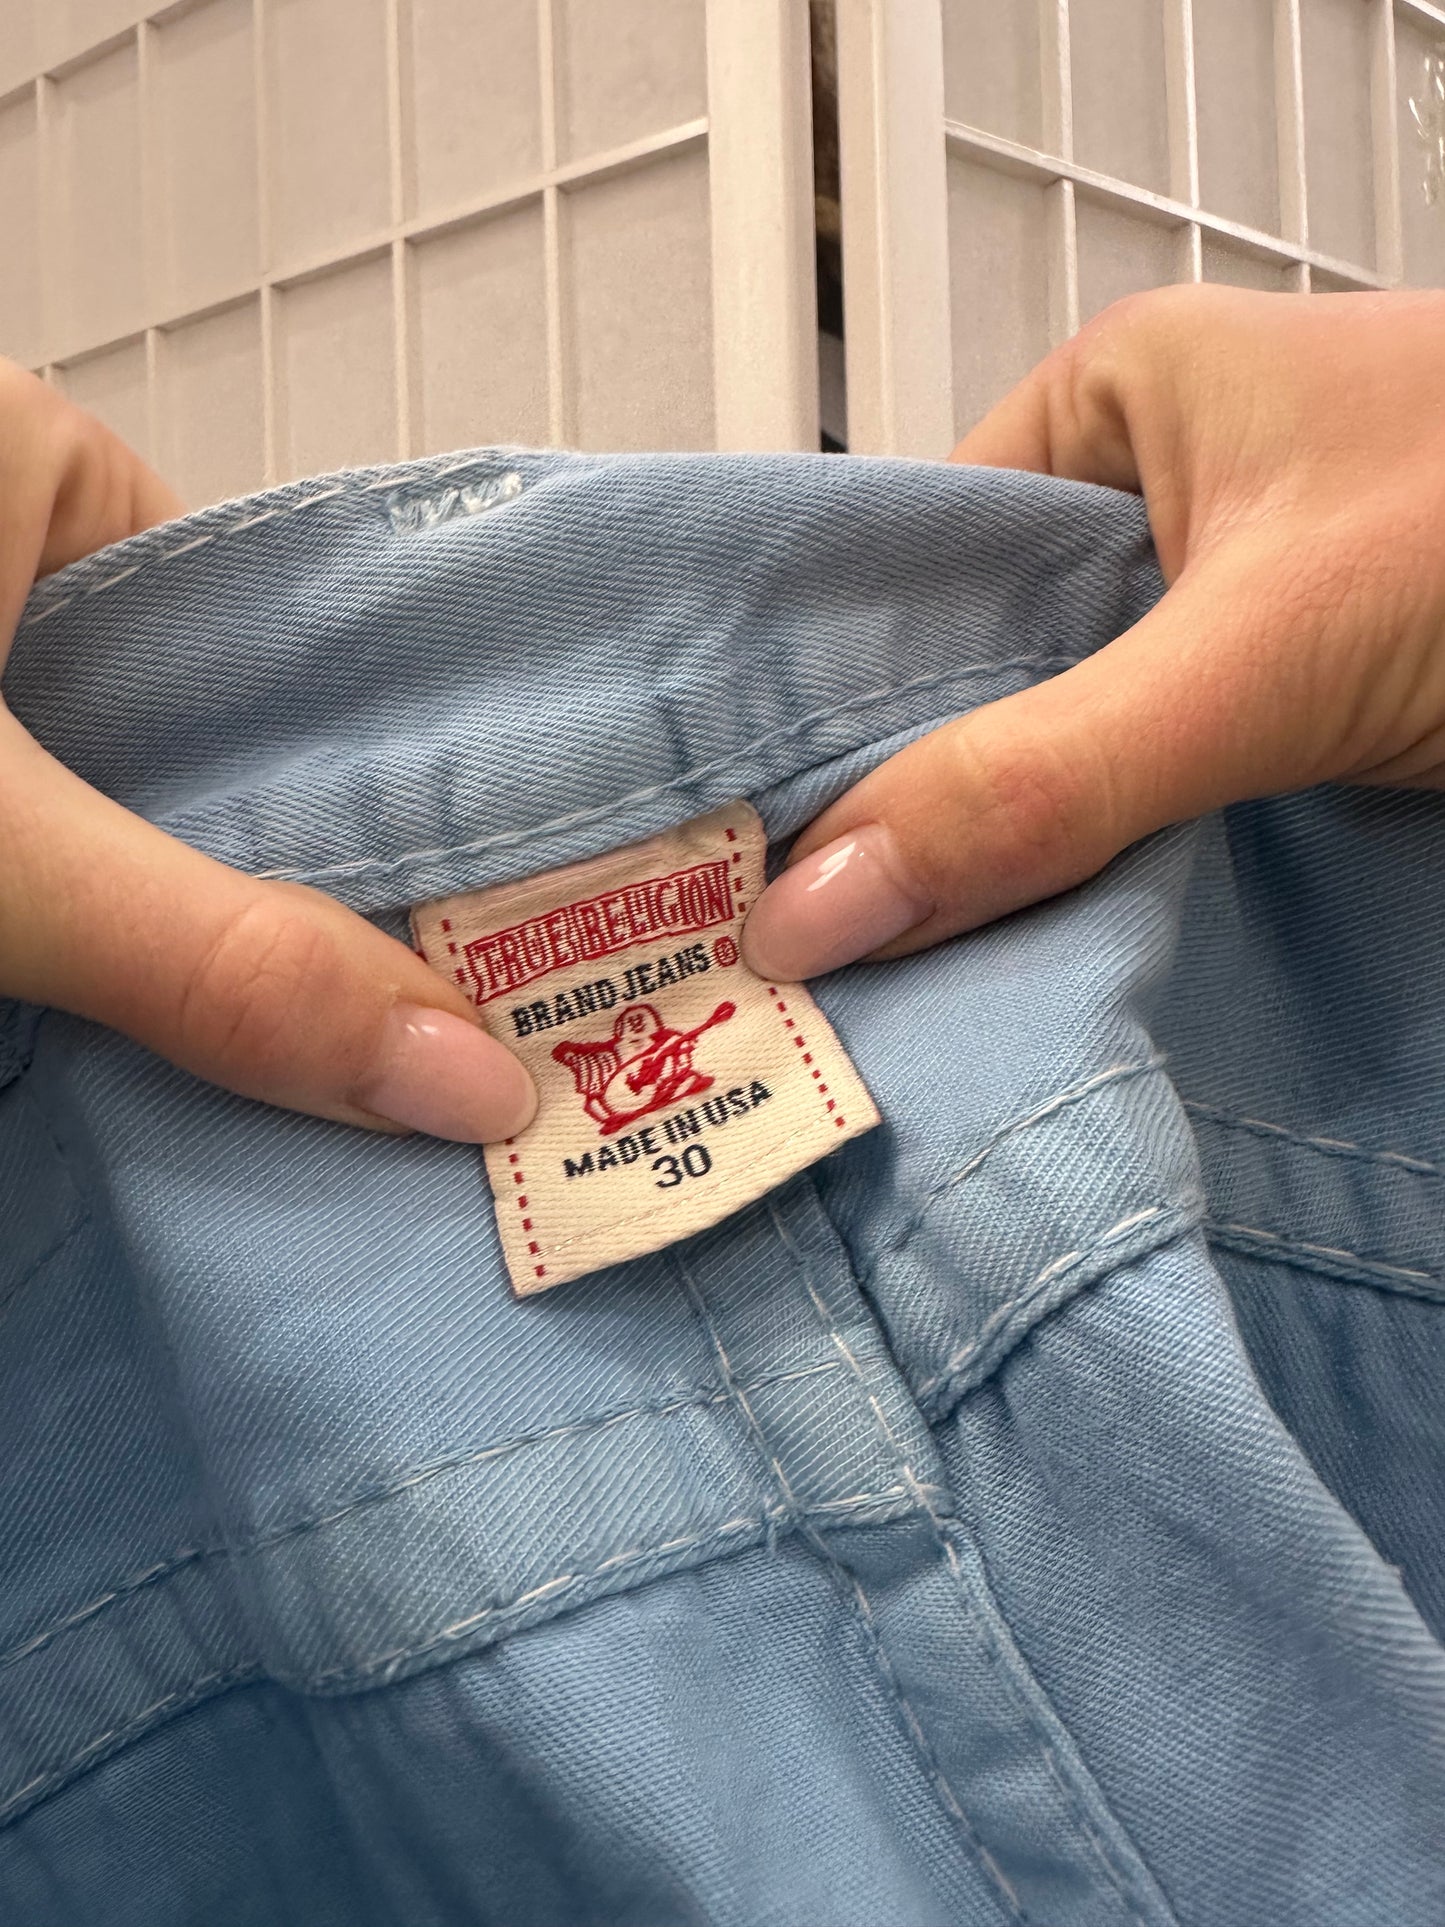 TRUE RELIGION
BRAND JEANS ®
MADE IN USA
30